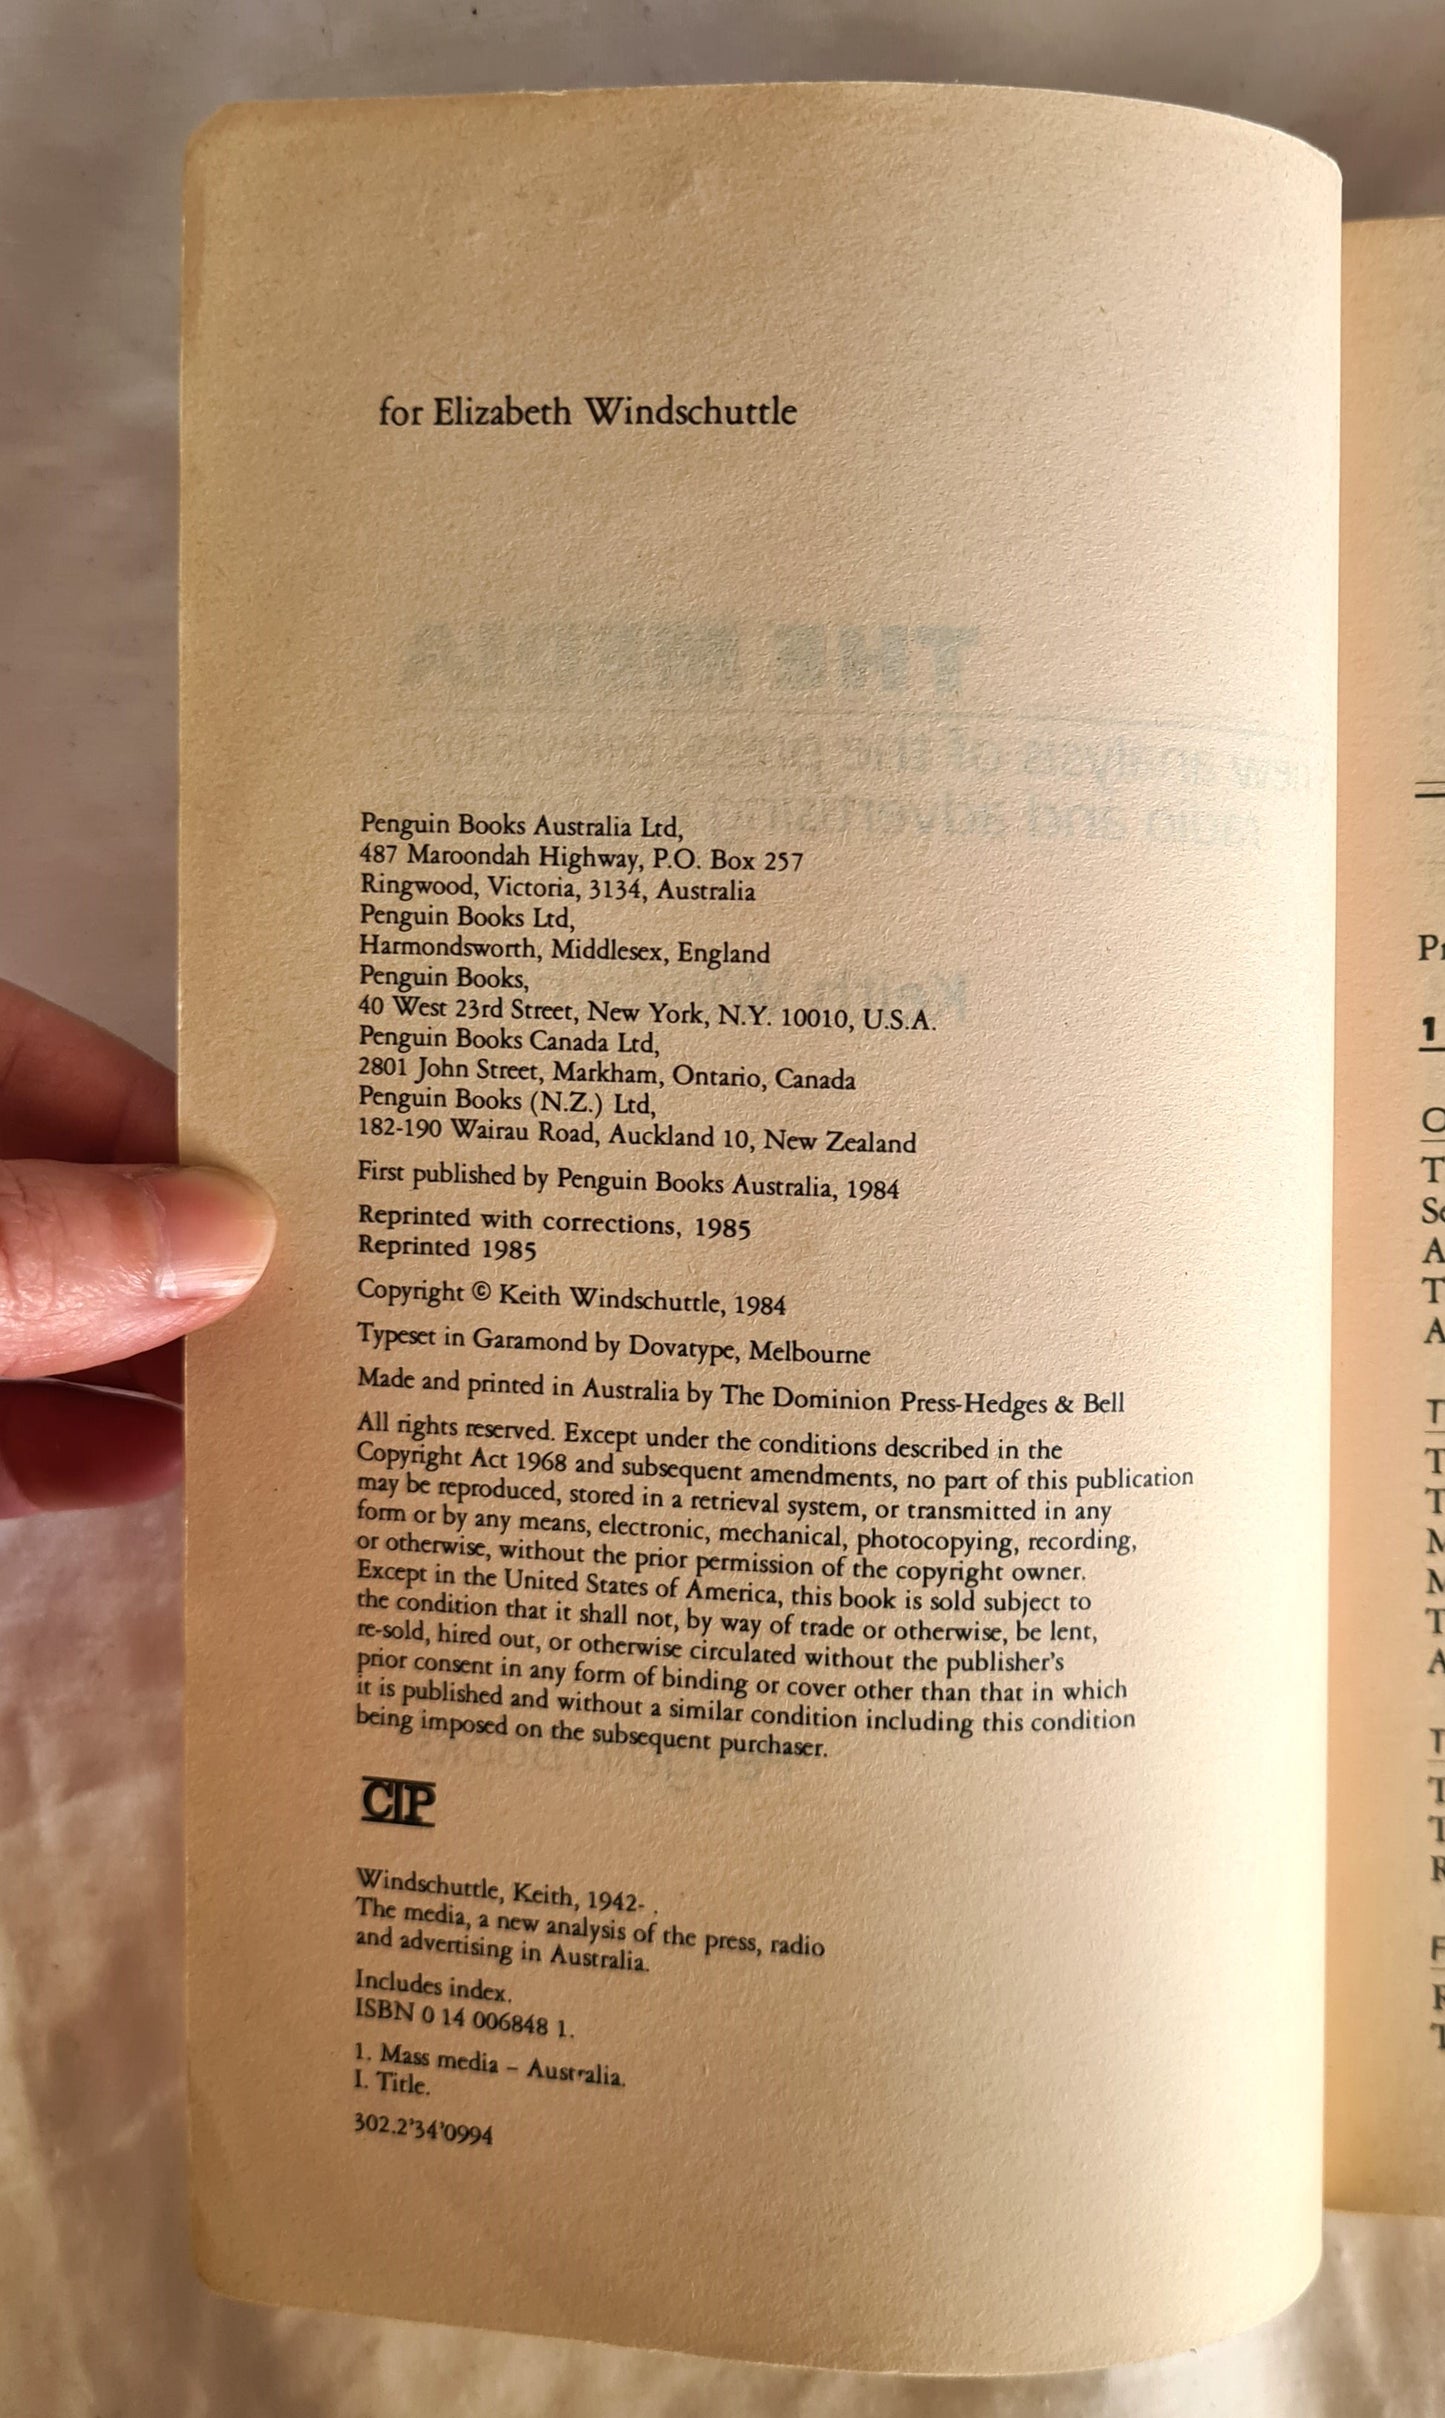 for Elizabeth Windschuttle
Penguin Books Australia Ltd,
487 Maroondah Highway, P.O. Box 257
Ringwood, Victoria, 3134, Australia
Penguin Books Ltd,
Harmondsworth, Middlesex, England
Penguin Books,
40 West 23rd Street, New York, N.Y. 10010, U.S.A.
Penguin Books Canada Ltd,
2801 John Street, Markham, Ontario, Canada
Penguin Books (N.Z.) Ltd,
182-190 Wairau Road, Auckland 10, New Zealand
First published by Penguin Books Australia, 1984
Reprinted with corrections, 1985
Reprinted 1985
Copyright © Keith Windschuttle, 1984
Typeset in Garamond by Dovatype, Melbourne
Made and printed in Australia by The Dominion Press-Hedges & Bell
All rights reserved. Except under the conditions described in the
Copyright Act 1968 and subsequent amendments, no part of this publication
may be reproduced, stored in a retrieval system, or transmitted in any
form or by any means, electronic, mechanical, photocopying, recording,
or otherwise, without the prior permission of the copyright owner.
Except in the United States of America, this book is sold subject to
the condition that it shall not, by way of trade or otherwise, be lent,
re-sold, hired out, or otherwise circulated without the publisher's
prior consent in any form of binding or cover other than that in which
it is published and without a similar condition including this condition
being imposed on the subsequent purchaser.
CIP
Windschuttle, Keith, 1942- .
The media, a new analysis of the press, radio
and advertising in Australia.
Includes index.
ISBN 0 14 006848 1.
1. Mass media – Australia.
I. Title.
302.2'34'0994
1